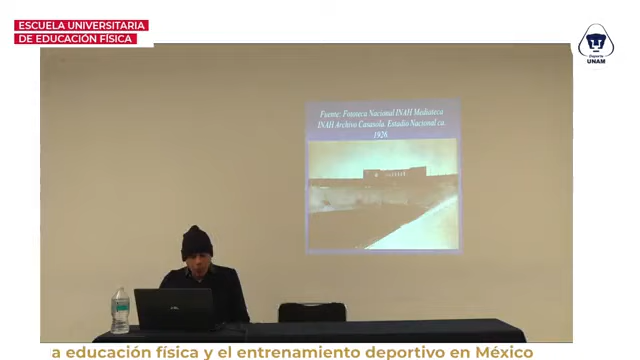 ESCUELA UNIVERSITARIA
DE EDUCACIÓN FÍSICA
UNAM
Fuente: Fototeca Nacional INAH Mediateca
INAH Archivo Casasola. Estadio Nacional ca.
1926.
a educación física y el entrenamiento deportivo en México